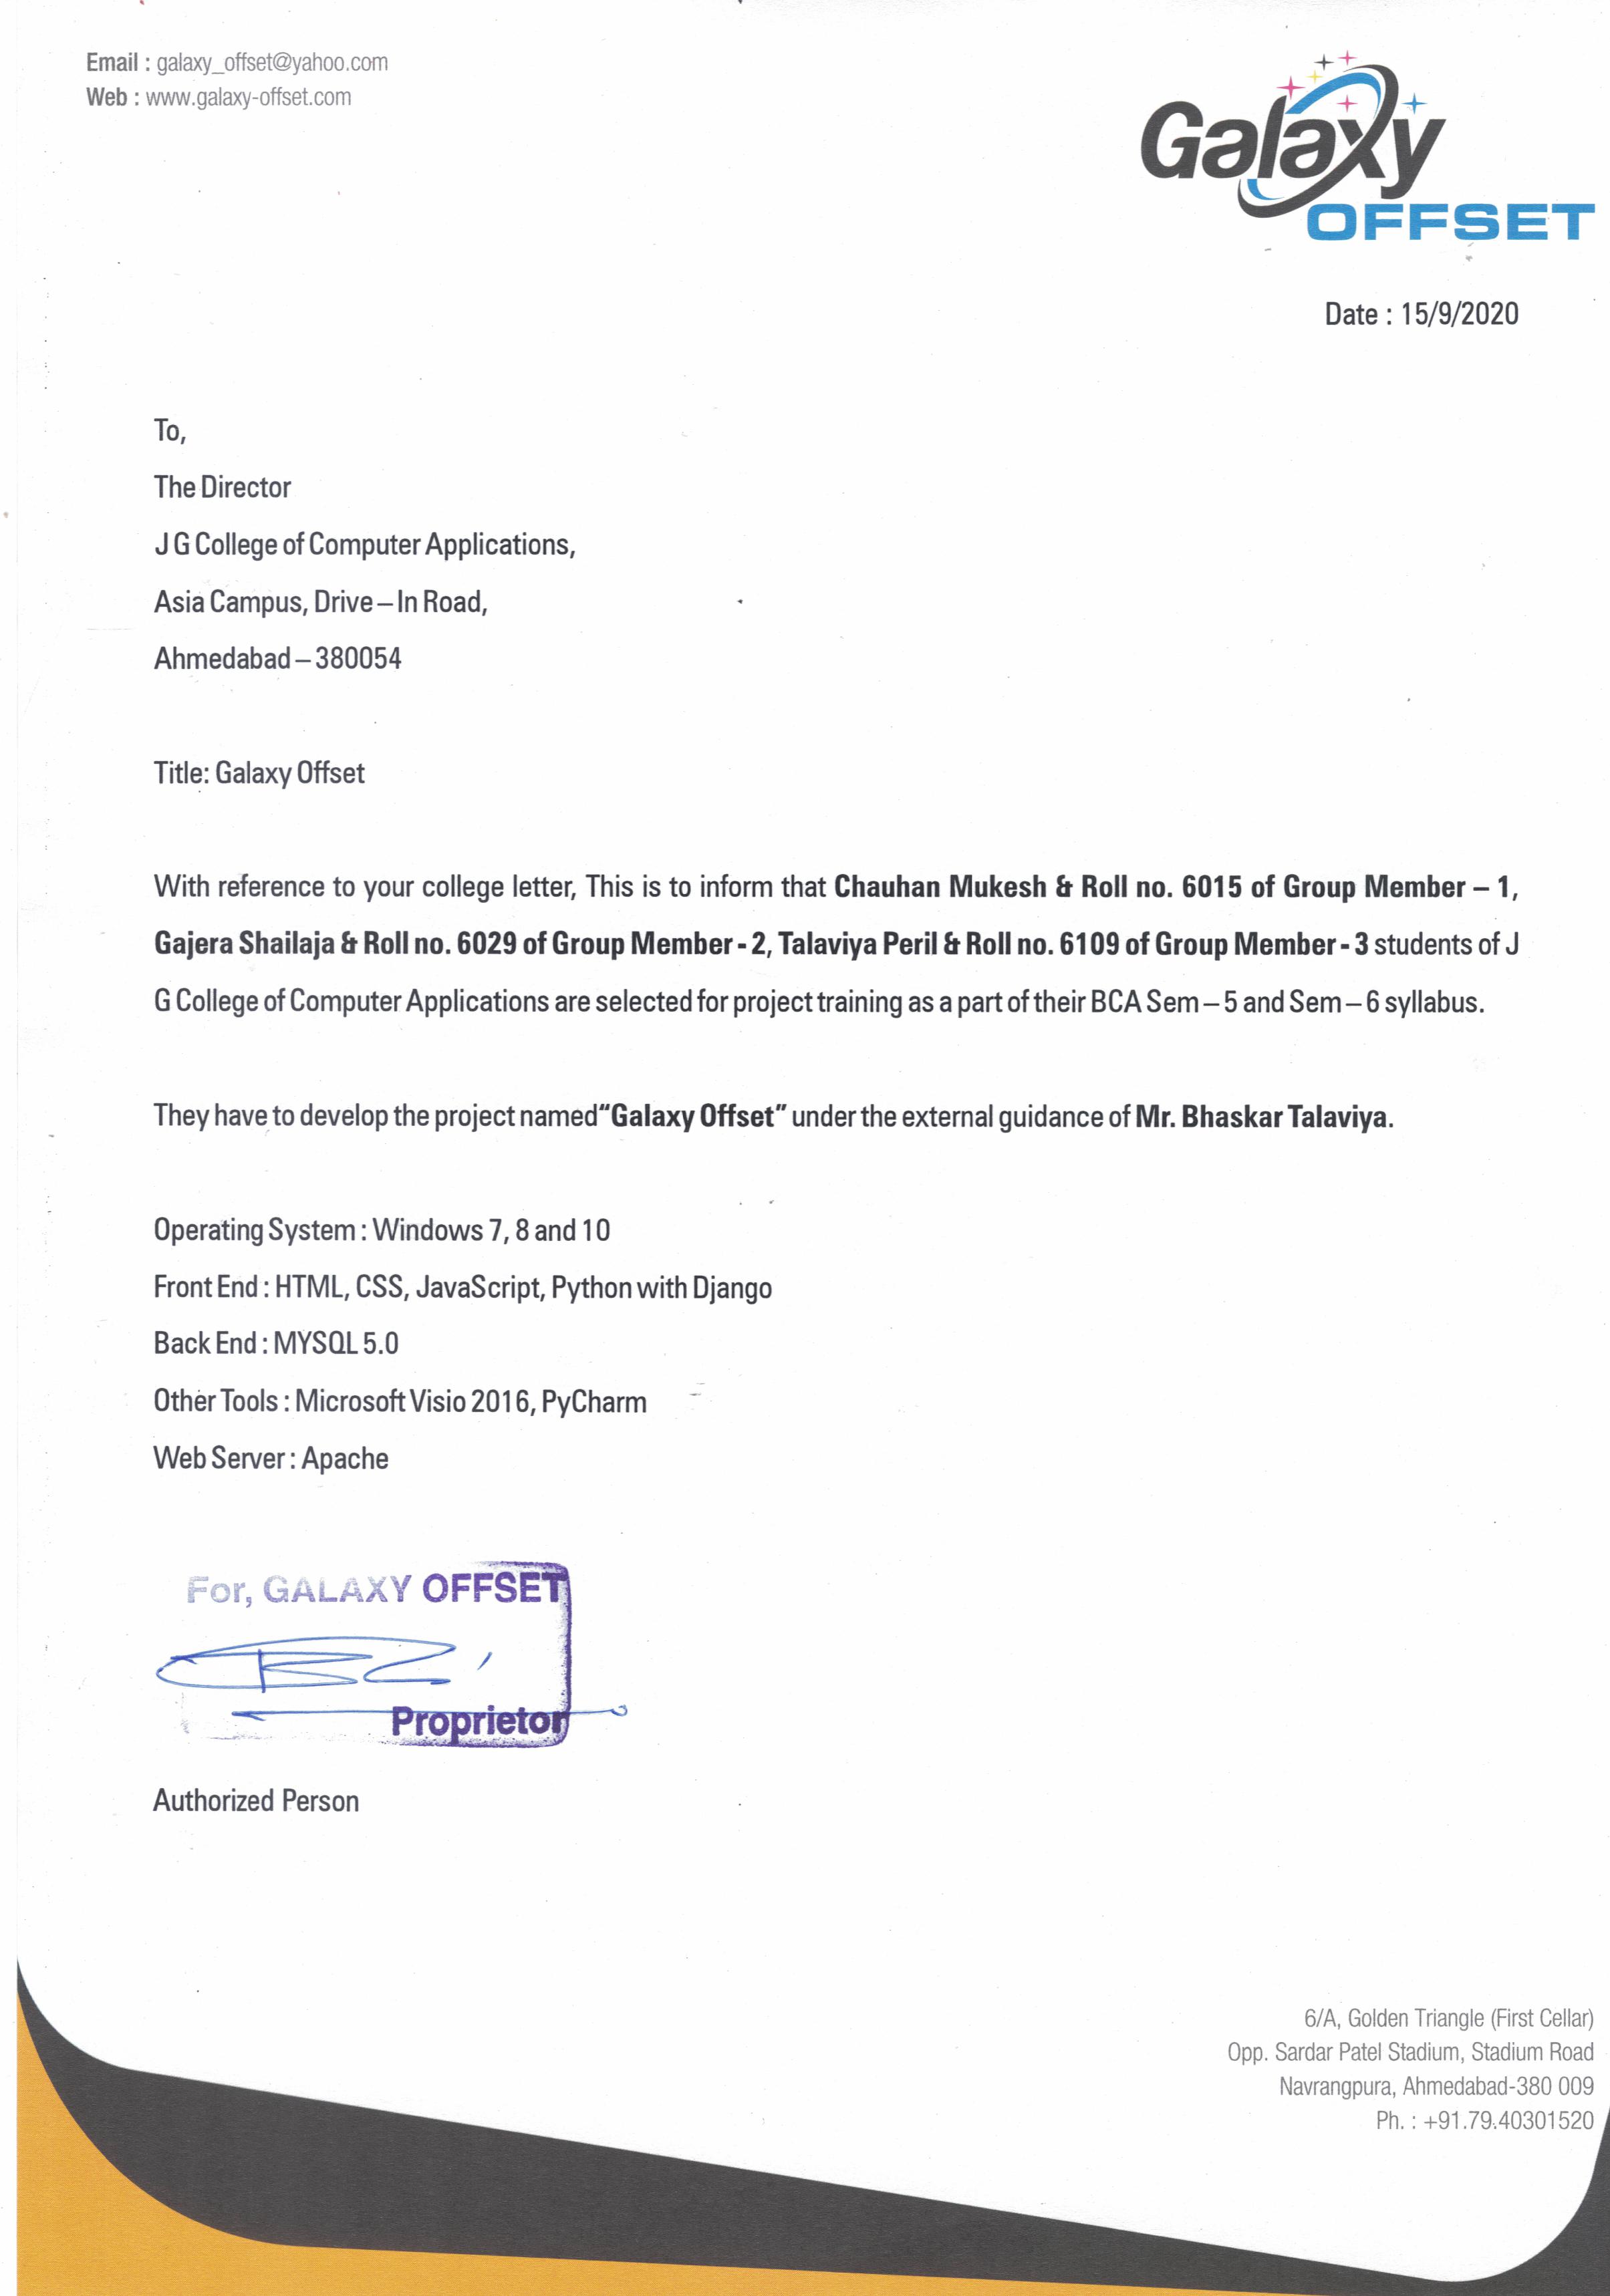 Email : galaxy_offset@yahoo.com
Web : www.galaxy-offset.com
Galaxy
OFFSET
Date : 15/9/2020
To,
The Director
J G College of Computer Applications,
Asia Campus, Drive – In Road,
Ahmedabad – 380054
Title: Galaxy Offset
With reference to your college letter, This is to inform that Chauhan Mukesh & Roll no. 6015 of Group Member – 1,
Gajera Shailaja & Roll no. 6029 of Group Member - 2, Talaviya Peril & Roll no. 6109 of Group Member - 3 students of J
G College of Computer Applications are selected for project training as a part of their BCA Sem – 5 and Sem – 6 syllabus.
They have to develop the project named “Galaxy Offset” under the external guidance of Mr. Bhaskar Talaviya.
Operating System : Windows 7, 8 and 10
Front End : HTML, CSS, JavaScript, Python with Django
Back End : MYSQL 5.0
Other Tools : Microsoft Visio 2016, PyCharm
Web Server : Apache
For, GALAXY OFFSET
Proprietor
Authorized Person
6/A, Golden Triangle (First Cellar)
Opp. Sardar Patel Stadium, Stadium Road
Navrangpura, Ahmedabad-380 009
Ph. : +91.79.40301520